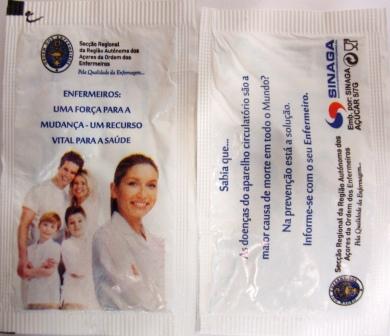 Secção Regional
da Região Autónoma dos
Açores da Ordem dos
Enfermeiros
Pela Qualidade da Enfermagem...
ENFERMEIROS:
UMA FORÇA PARA A
MUDANÇA - UM RECURSO
VITAL PARA A SAÚDE
Sabia que...
As doenças do aparelho circulatório são a
maior causa de morte em todo o Mundo?
Na prevenção está a solução.
Informe-se com o seu Enfermeiro.
Secção Regional da Região Autónoma dos
Açores da Ordem dos Enfermeiros
Pela Qualidade da Enfermagem...
SINAGA
Emb. por: SINAGA
AÇÚCAR 57G